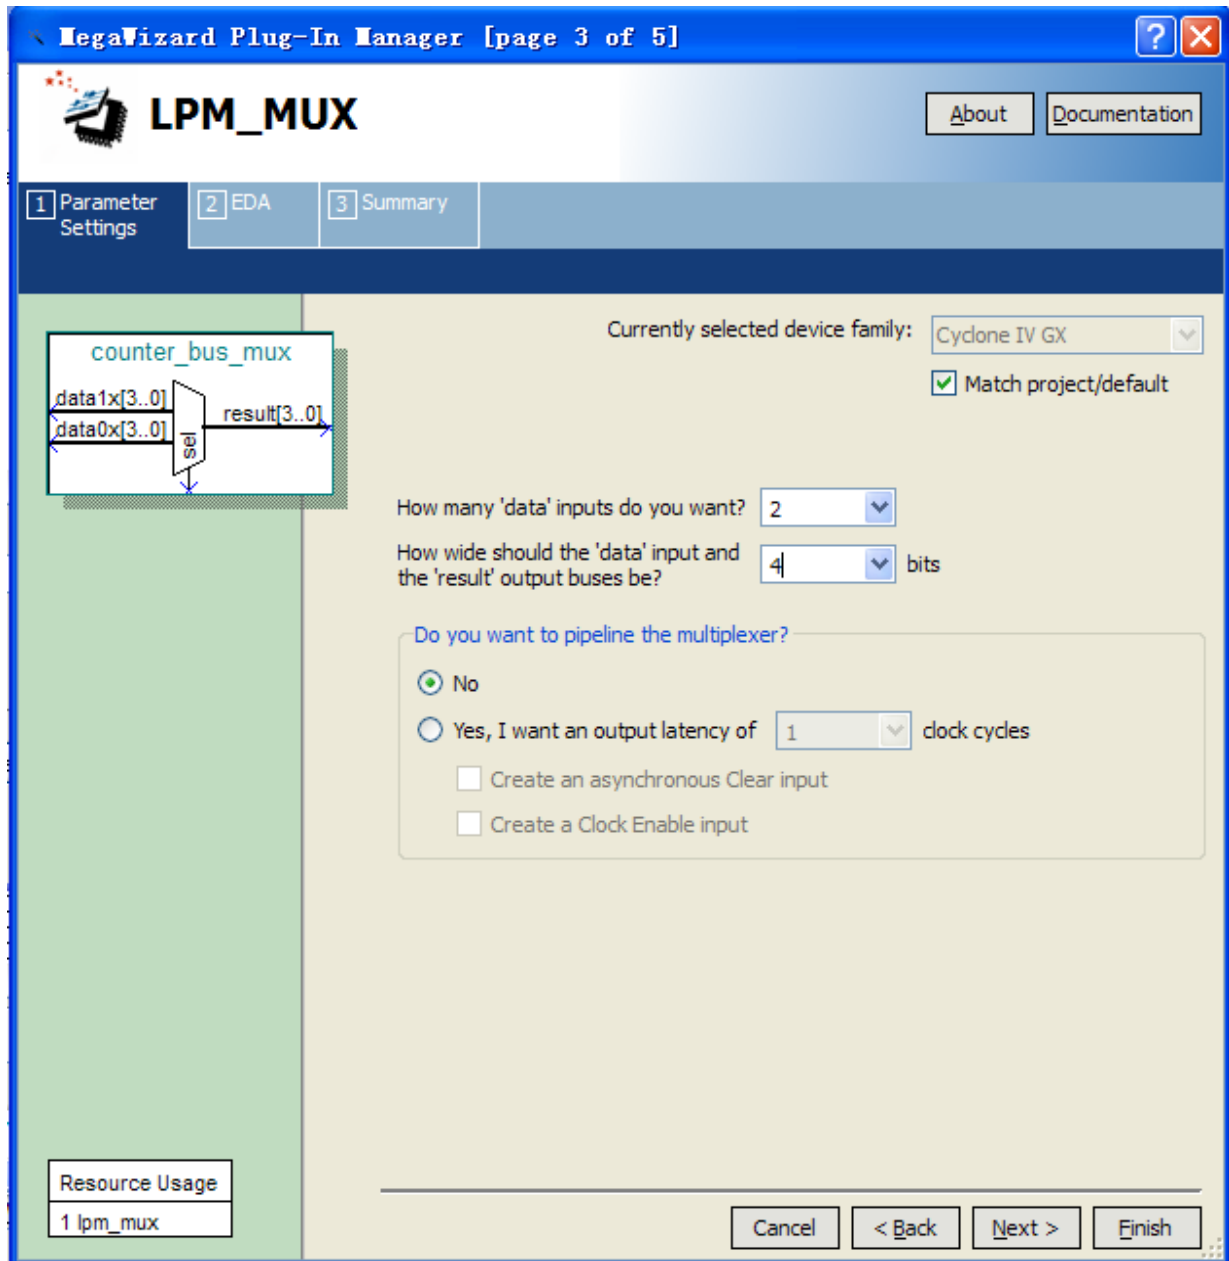 MegaWizard Plug-In Manager [page 3 of 5]
LPM_MUX
About
Documentation
1 Parameter
Settings
2 EDA
3 Summary
Currently selected device family:
Cyclone IV GX
Match project/default
counter_bus_mux
data1x[3..0]
data0x[3..0]
sel
result[3..0]
How many 'data' inputs do you want?
2
How wide should the 'data' input and
the 'result' output buses be?
4
bits
Do you want to pipeline the multiplexer?
No
Yes, I want an output latency of
1
clock cycles
Create an asynchronous Clear input
Create a Clock Enable input
Resource Usage
1 lpm_mux
Cancel
< Back
Next >
Finish